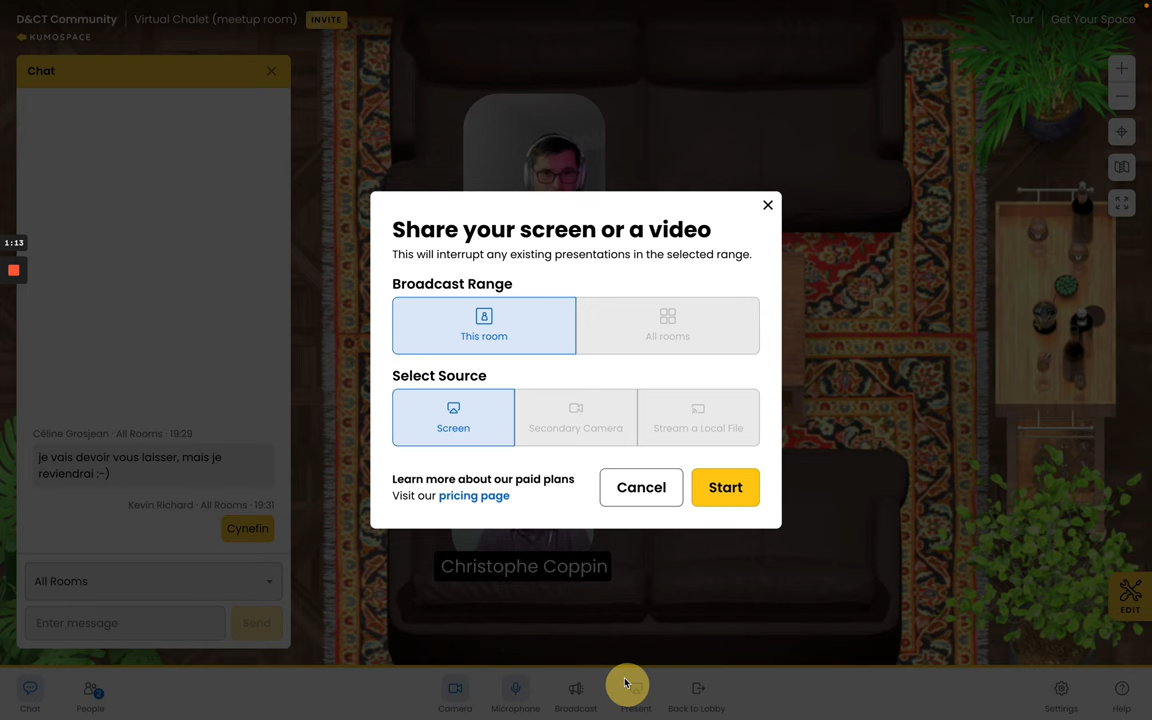 D&CT Community
Virtual Chalet (meetup room)
INVITE
Tour
Get Your Space
KUMOSPACE
Chat
1:13
Share your screen or a video
This will interrupt any existing presentations in the selected range.
Broadcast Range
This room
All rooms
Select Source
Screen
Secondary Camera
Stream a Local File
Learn more about our paid plans
Visit our pricing page
Cancel
Start
Céline Grosjean · All Rooms · 19:29
je vais devoir vous laisser, mais je
reviendrai :-)
Kevin Richard · All Rooms · 19:31
Cynefin
Christophe Coppin
All Rooms
Enter message
Send
EDIT
Chat
2
People
Camera
Microphone
Broadcast
Present
Back to Lobby
Settings
Help